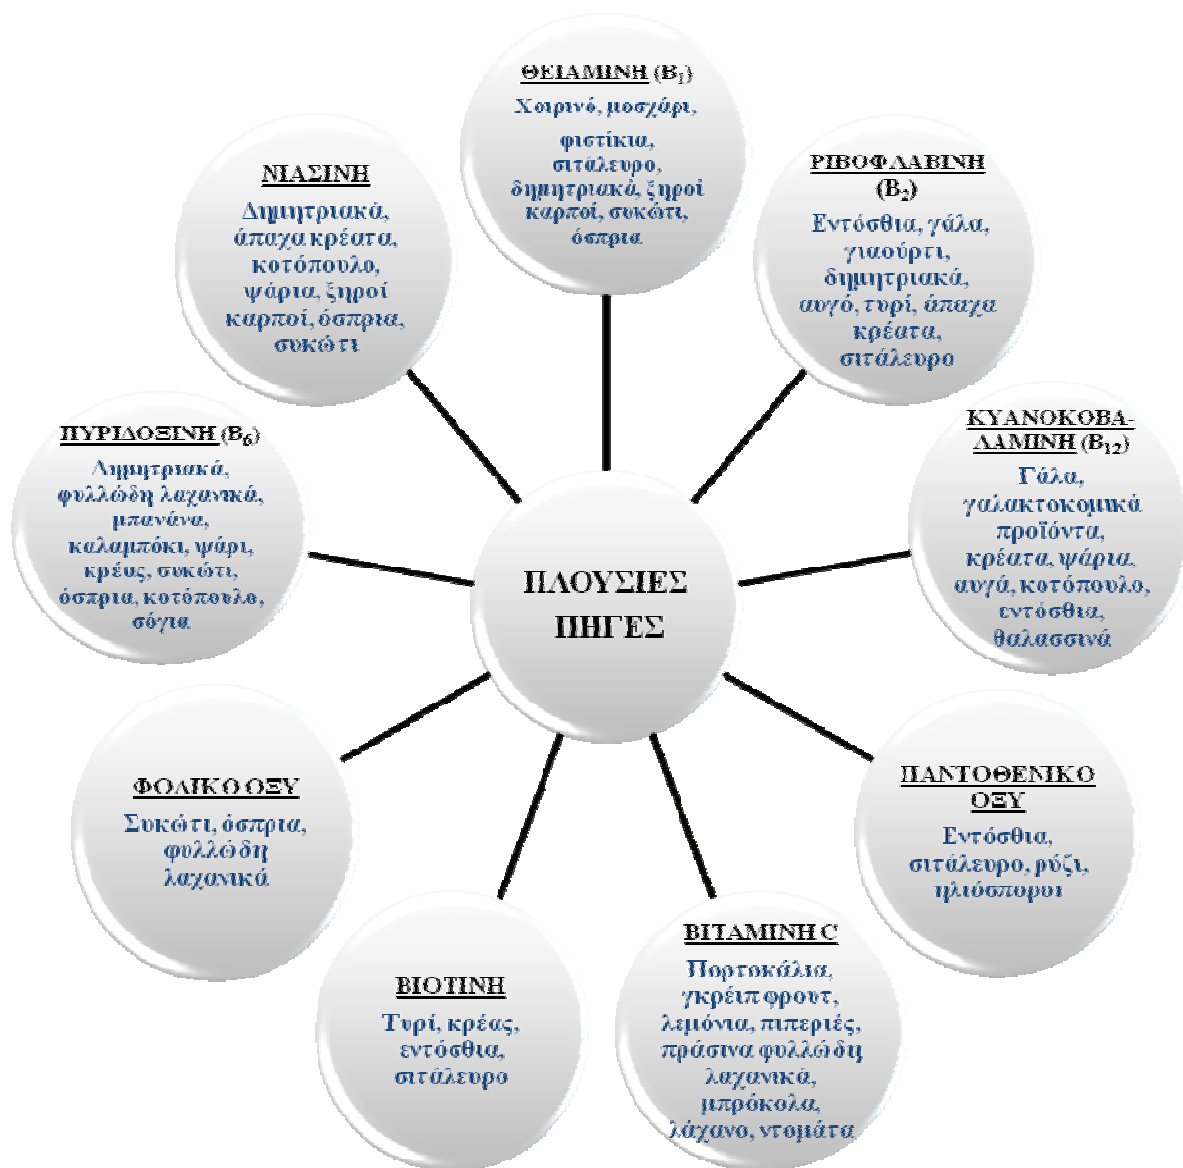 ΘΕΙΑΜΙΝΗ (Β₁)
Χοιρινό, μοσχάρι,
φιστίκια,
σιτάλευρο,
δημητριακά, ξηροί
καρποί, συκώτι,
όσπρια
ΡΙΒΟΦΛΑΒΙΝΗ
(Β₂)
Εντόσθια, γάλα,
γιαούρτι,
δημητριακά,
αυγό, τυρί, άπαχα
κρέατα,
σιτάλευρο
ΚΥΑΝΟΚΟΒΑ-
ΛΑΜΙΝΗ (Β₁₂)
Γάλα,
γαλακτοκομικά
προϊόντα,
κρέατα, ψάρια,
αυγά, κοτόπουλο,
εντόσθια,
θαλασσινά
ΠΑΝΤΟΘΕΝΙΚΟ
ΟΞΥ
Εντόσθια,
σιτάλευρο, ρύζι,
ηλιόσποροι
ΒΙΤΑΜΙΝΗ C
Πορτοκάλια,
γκρέιπφρουτ,
λεμόνια, πιπεριές,
πράσινα φυλλώδη
λαχανικά,
μπρόκολα,
λάχανο, ντομάτα
ΒΙΟΤΙΝΗ
Τυρί, κρέας,
εντόσθια,
σιτάλευρο
ΦΟΛΙΚΟ ΟΞΥ
Συκώτι, όσπρια,
φυλλώδη
λαχανικά
ΠΥΡΙΔΟΞΙΝΗ (Β₆)
Δημητριακά,
φυλλώδη λαχανικά,
μπανάνα,
καλαμπόκι, ψάρι,
κρέας, συκώτι,
όσπρια, κοτόπουλο,
σόγια
ΝΙΑΣΙΝΗ
Δημητριακά,
άπαχα κρέατα,
κοτόπουλο,
ψάρια, ξηροί
καρποί, όσπρια,
συκώτι
ΠΛΟΥΣΙΕΣ
ΠΗΓΕΣ